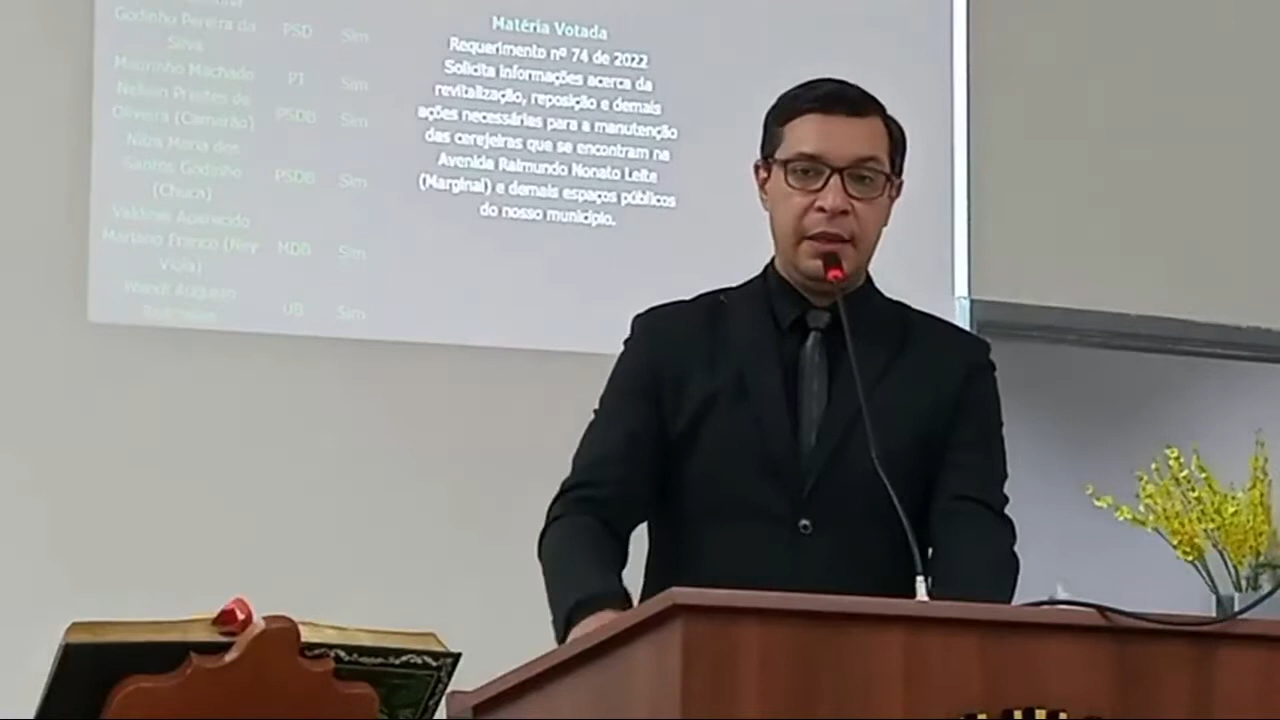 Godinho Pereira da
Silva PSD Sim
Maurinho Machado PT Sim
Nelson Prestes de
Oliveira (Camarão) PSDB Sim
Nilza Maria dos
Santos Godinho
(Chuca) PSDB Sim
Valdinei Aparecido
Mariano Franco (Ney
Viola) MDB Sim
Augusto
Rodrigues UB Sim
Matéria Votada
Requerimento nº 74 de 2022
Solicita informações acerca da
revitalização, reposição e demais
ações necessárias para a manutenção
das cerejeiras que se encontram na
Avenida Raimundo Nonato Leite
(Marginal) e demais espaços públicos
do nosso município.